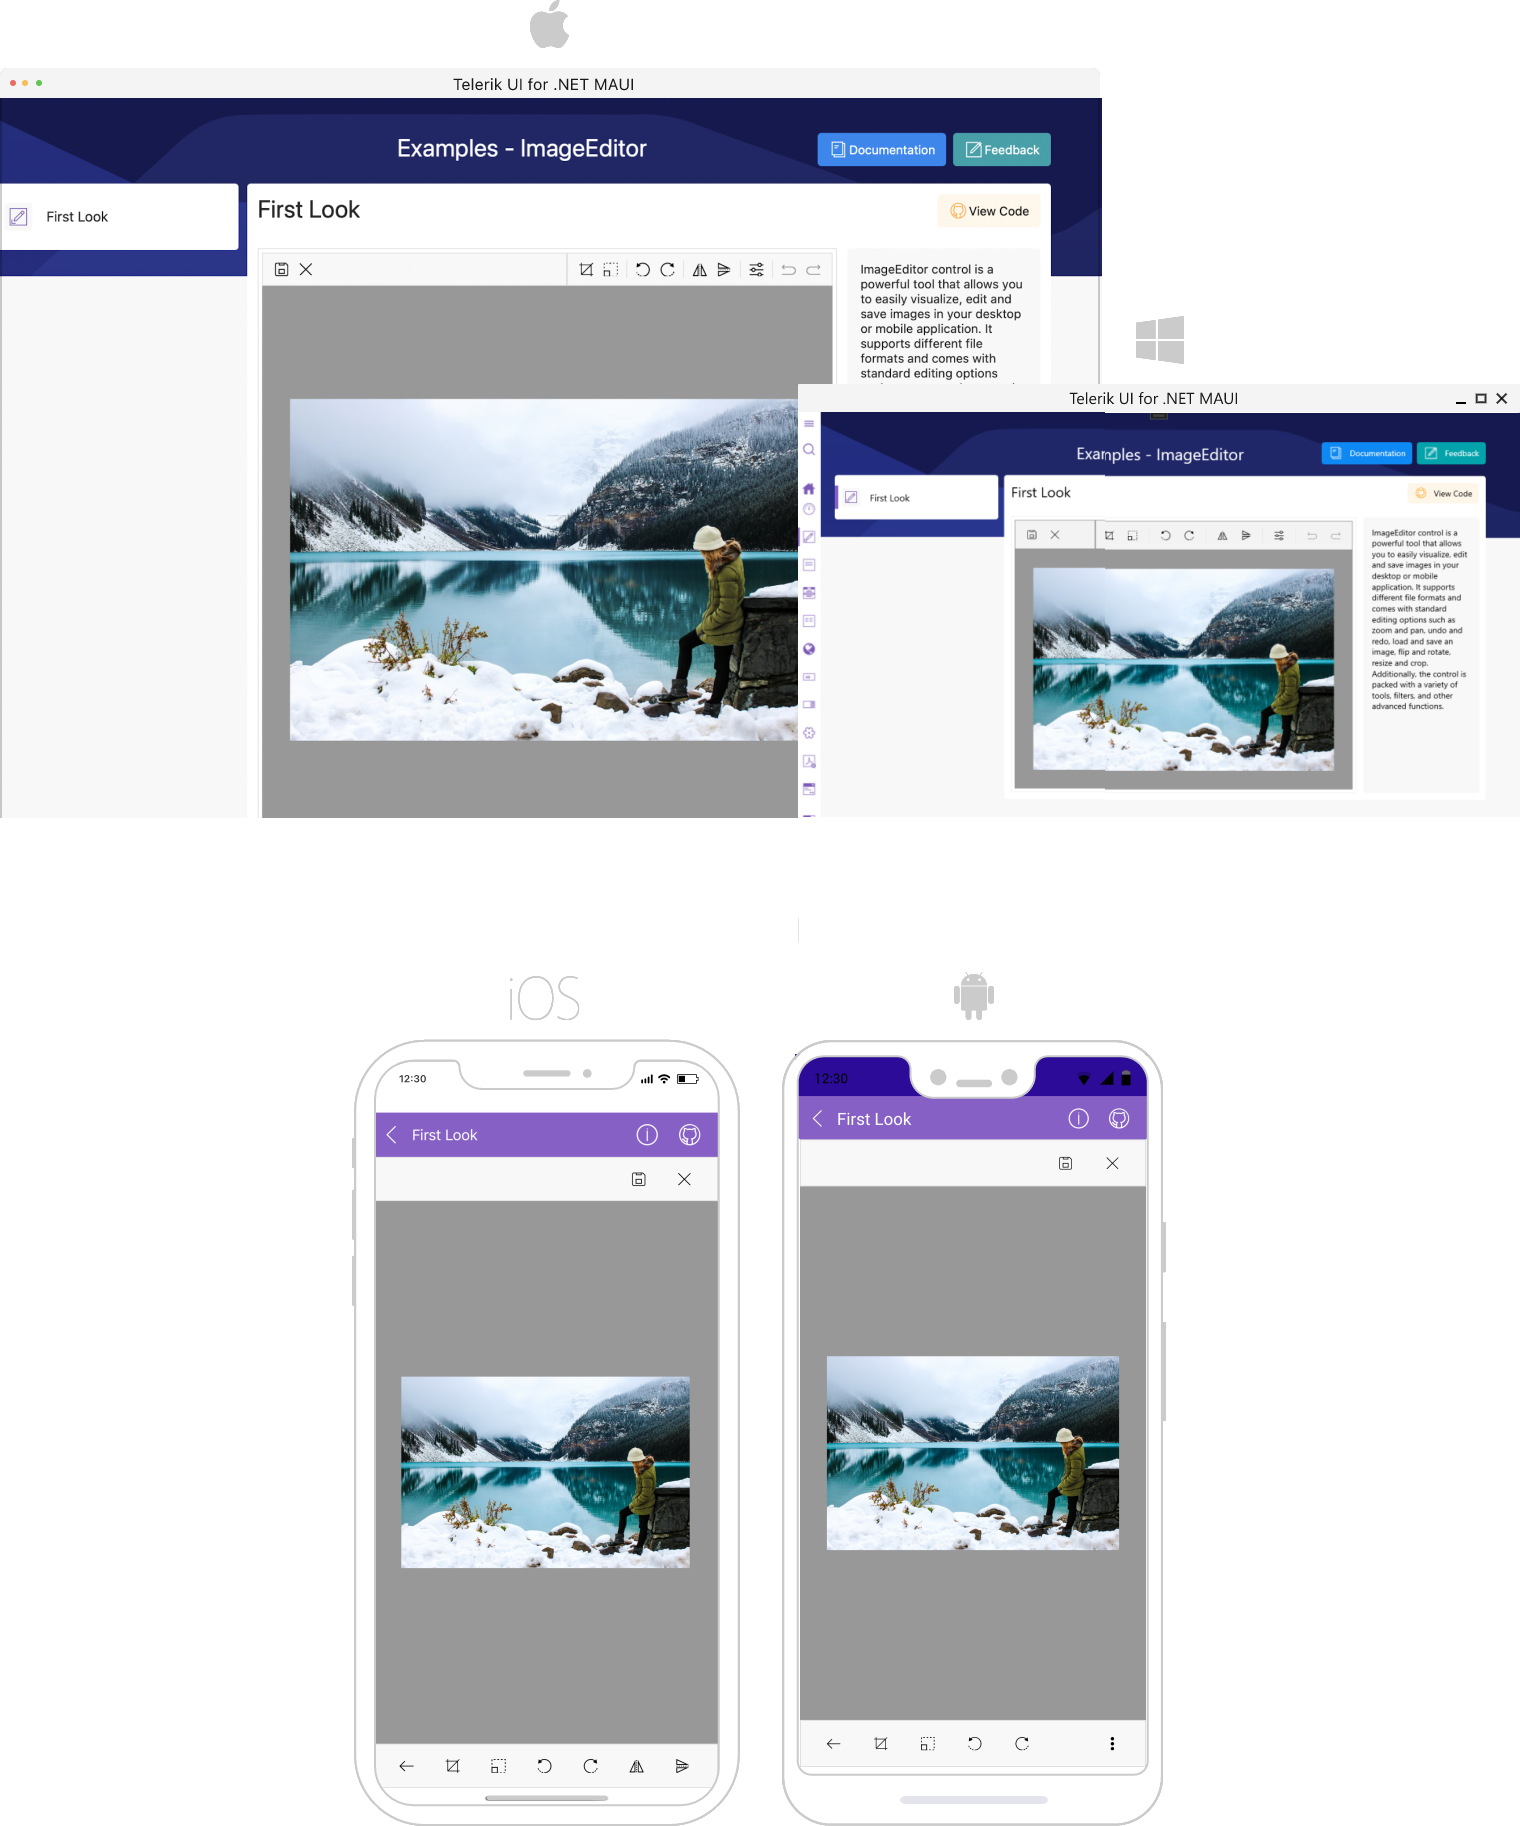 Telerik UI for .NET MAUI
Examples - ImageEditor
Documentation
Feedback
First Look
First Look
View Code
ImageEditor control is a
powerful tool that allows you
to easily visualize, edit and
save images in your desktop
or mobile application. It
supports different file
formats and comes with
standard editing options
Telerik UI for .NET MAUI
Examples - ImageEditor
Documentation
Feedback
First Look
First Look
View Code
ImageEditor control is a
powerful tool that allows
you to easily visualize, edit
and save images in your
desktop or mobile
application. It supports
different file formats and
comes with standard
editing options such as
zoom and pan, undo and
redo, load and save an
image, flip and rotate,
resize and crop.
Additionally, the control is
packed with a variety of
tools, filters, and other
advanced functions.
iOS
12:30
First Look
12:30
First Look